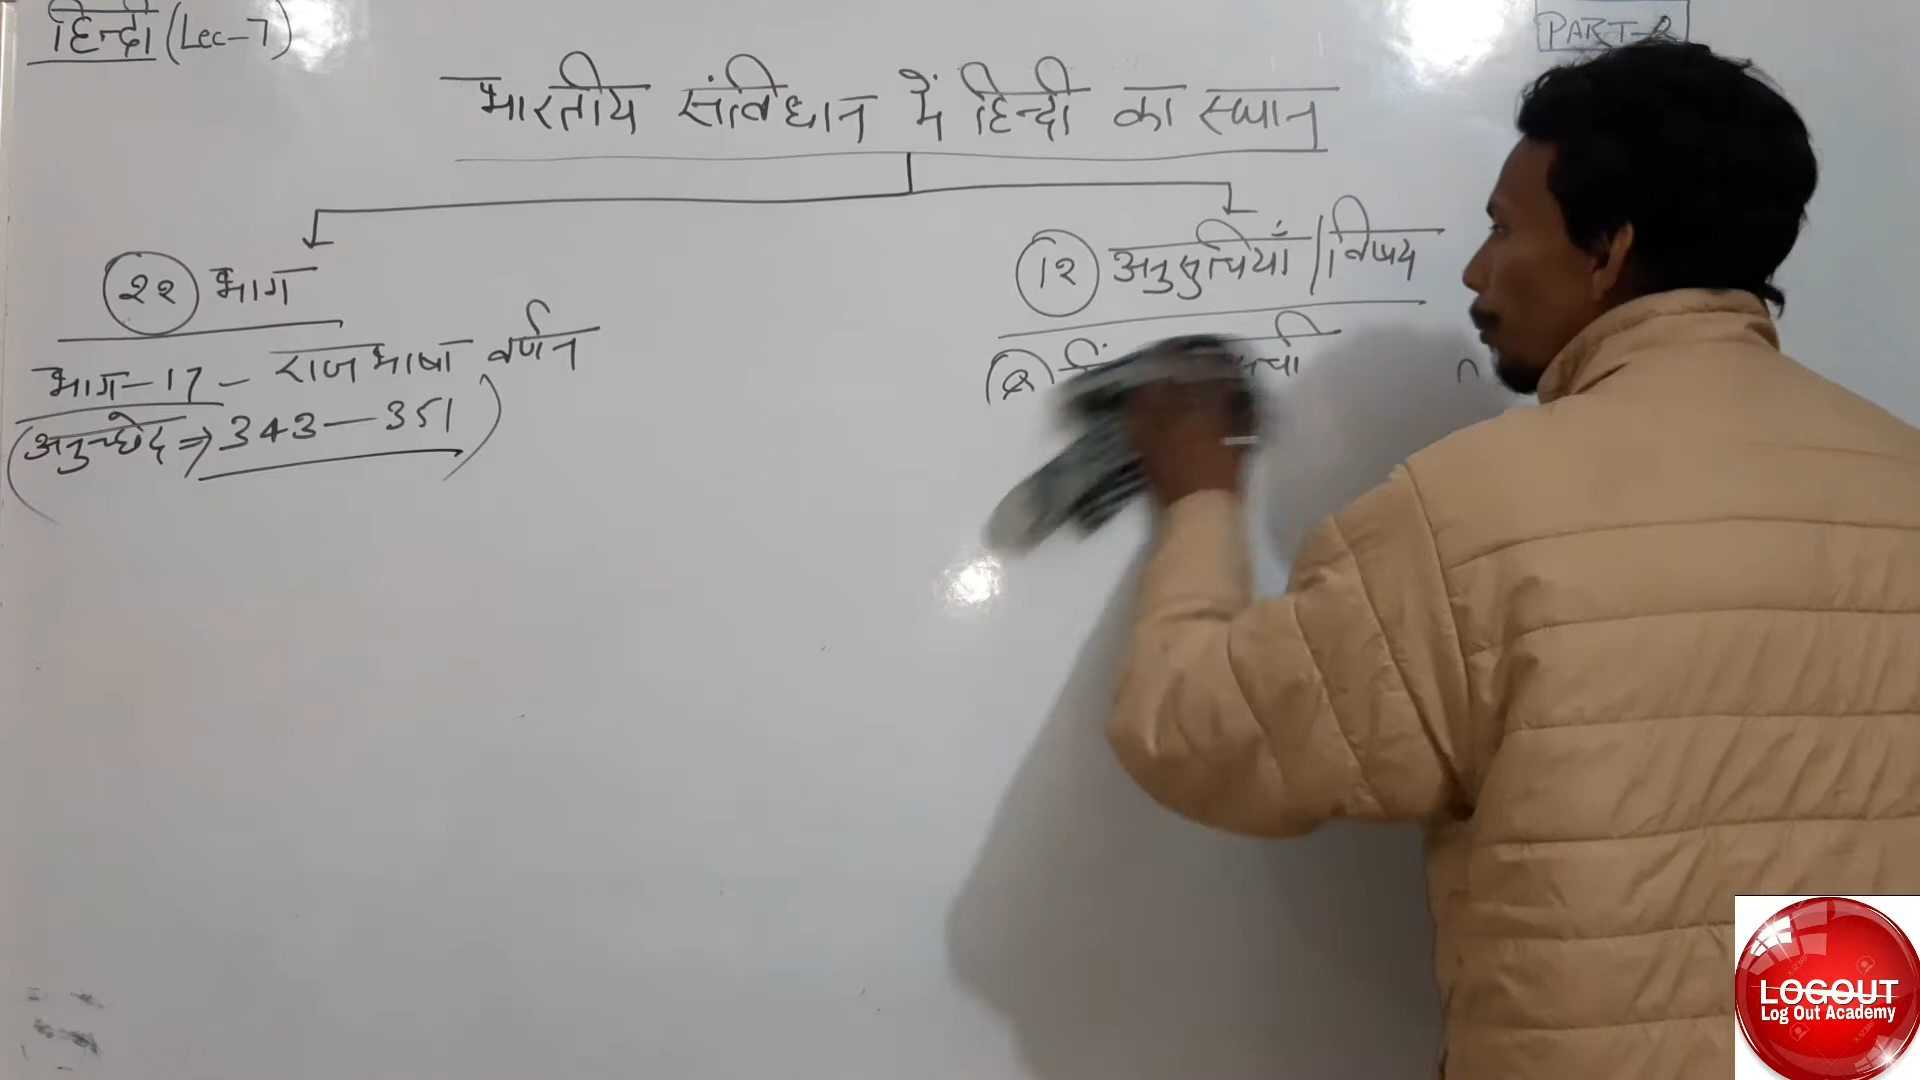 हिन्दी (Lec-7)
PART-2
भारतीय संविधान में हिन्दी का स्थान
२२ भाग
भाग-17 - राजभाषा वर्णन
(अनुच्छेद ⇒ 343-351)
१२ अनुसुचियाँ / विषय
LOGOUT
Log Out Academy